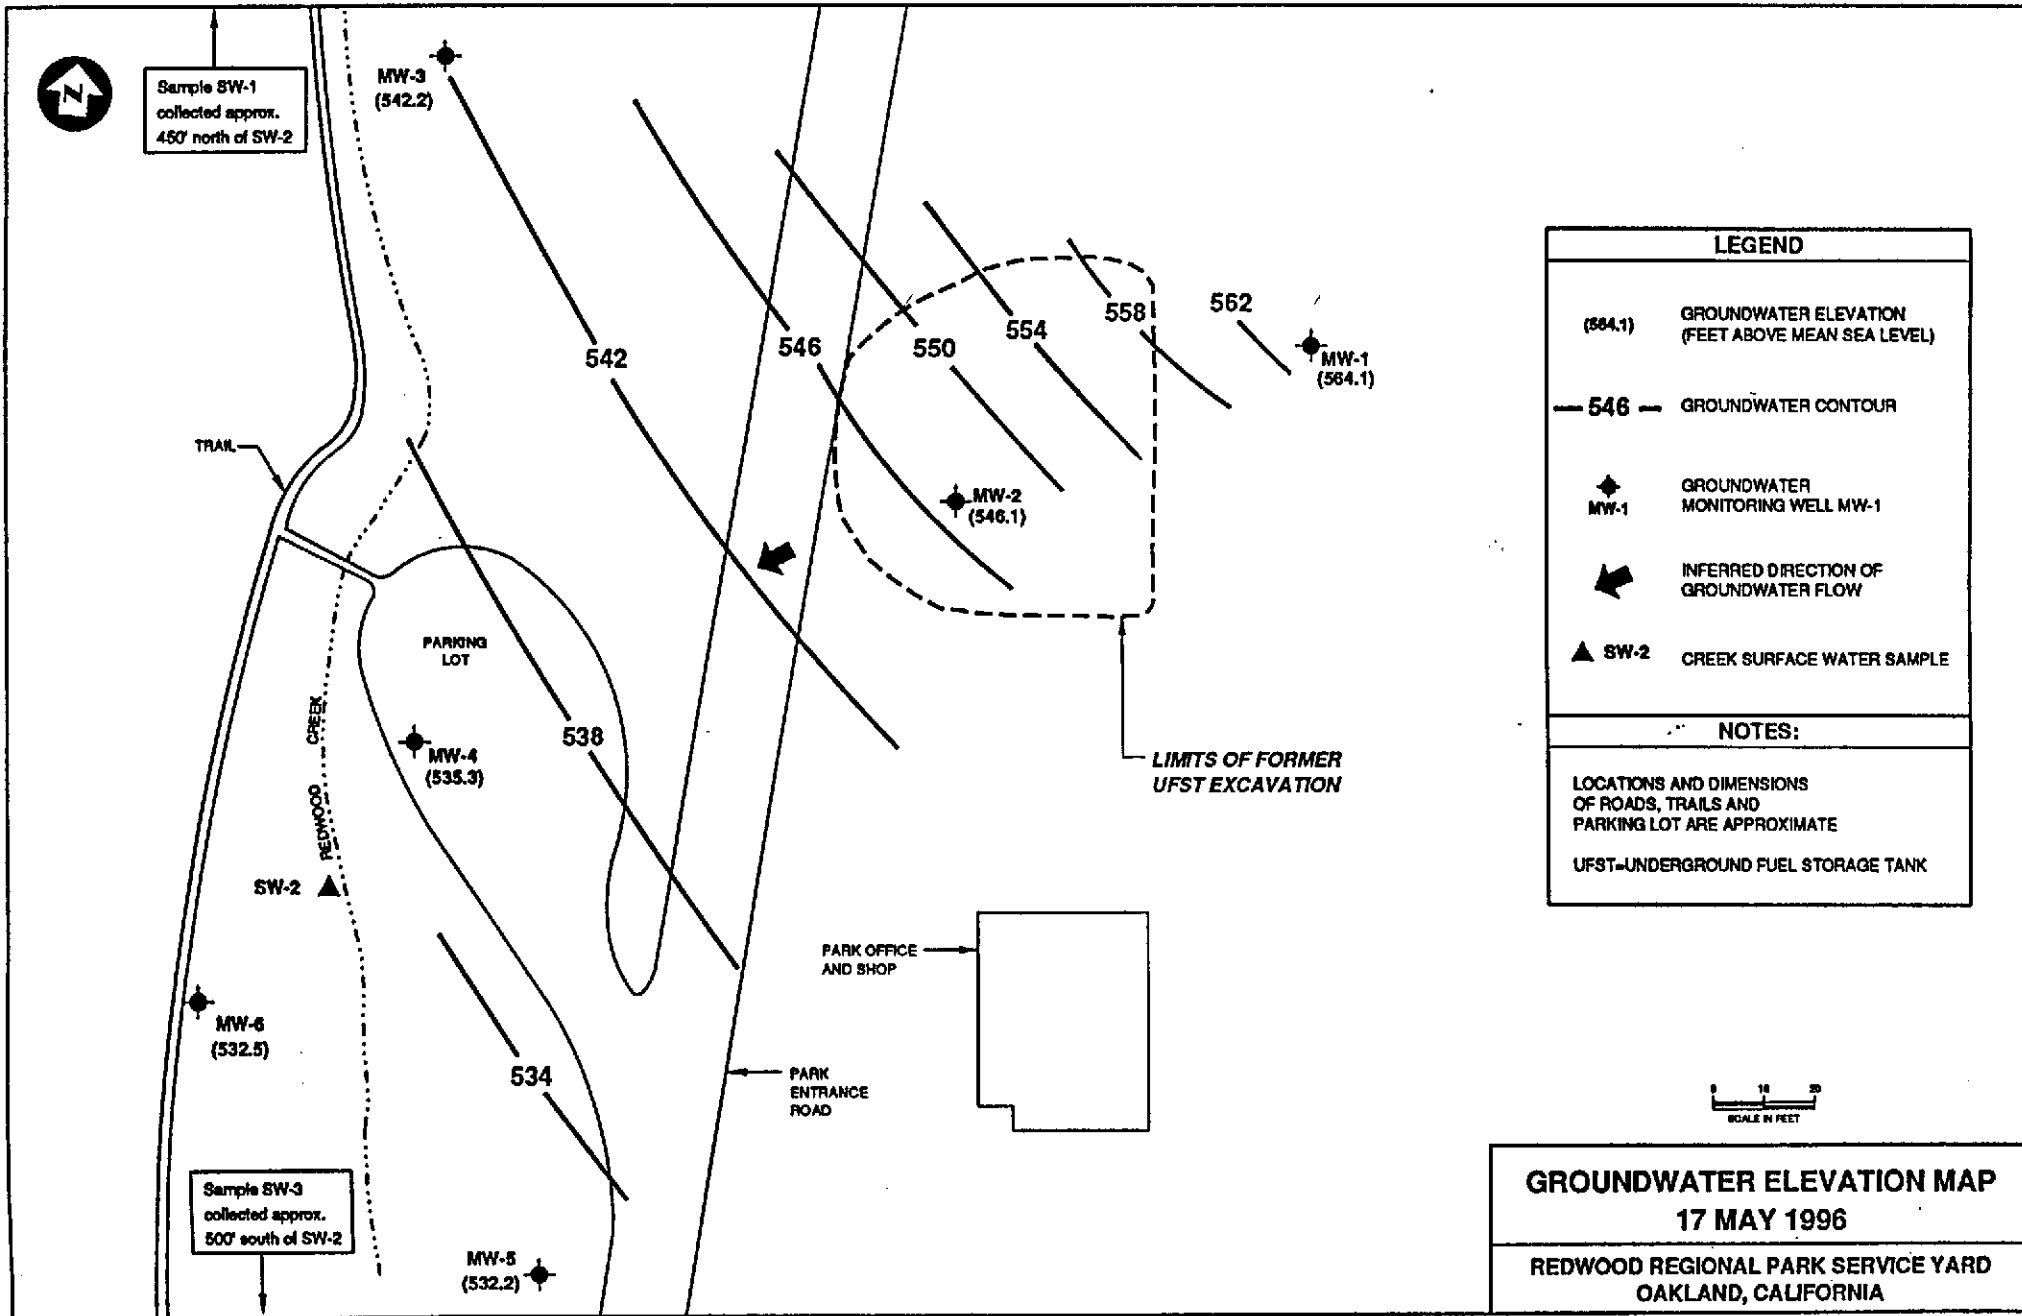 N
Sample SW-1
collected approx.
450' north of SW-2
MW-3
(542.2)
542
546
550
554
558
562
MW-1
(564.1)
TRAIL
MW-2
(546.1)
PARKING
LOT
REDWOOD CREEK
538
MW-4
(535.3)
SW-2
LIMITS OF FORMER
UFST EXCAVATION
PARK OFFICE
AND SHOP
MW-6
(532.5)
534
PARK
ENTRANCE
ROAD
Sample SW-3
collected approx.
500' south of SW-2
MW-5
(532.2)
LEGEND
(564.1) GROUNDWATER ELEVATION
(FEET ABOVE MEAN SEA LEVEL)
546 GROUNDWATER CONTOUR
MW-1 GROUNDWATER
MONITORING WELL MW-1
INFERRED DIRECTION OF
GROUNDWATER FLOW
SW-2 CREEK SURFACE WATER SAMPLE
NOTES:
LOCATIONS AND DIMENSIONS
OF ROADS, TRAILS AND
PARKING LOT ARE APPROXIMATE
UFST=UNDERGROUND FUEL STORAGE TANK
20
SCALE IN FEET
GROUNDWATER ELEVATION MAP
17 MAY 1996
REDWOOD REGIONAL PARK SERVICE YARD
OAKLAND, CALIFORNIA